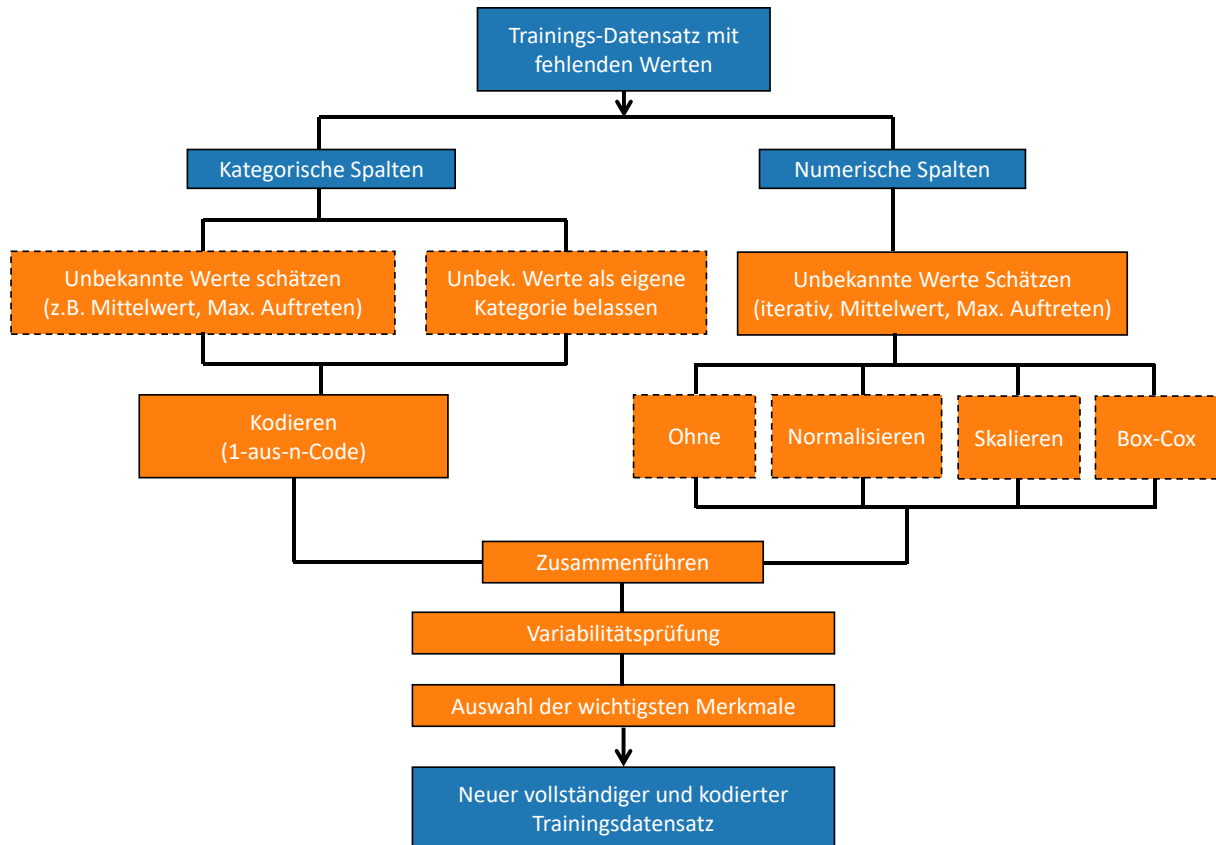 Trainings-Datensatz mit
fehlenden Werten
Kategorische Spalten
Numerische Spalten
Unbekannte Werte schätzen
(z.B. Mittelwert, Max. Auftreten)
Unbek. Werte als eigene
Kategorie belassen
Unbekannte Werte Schätzen
(iterativ, Mittelwert, Max. Auftreten)
Kodieren
(1-aus-n-Code)
Ohne
Normalisieren
Skalieren
Box-Cox
Zusammenführen
Variabilitätsprüfung
Auswahl der wichtigsten Merkmale
Neuer vollständiger und kodierter
Trainingsdatensatz